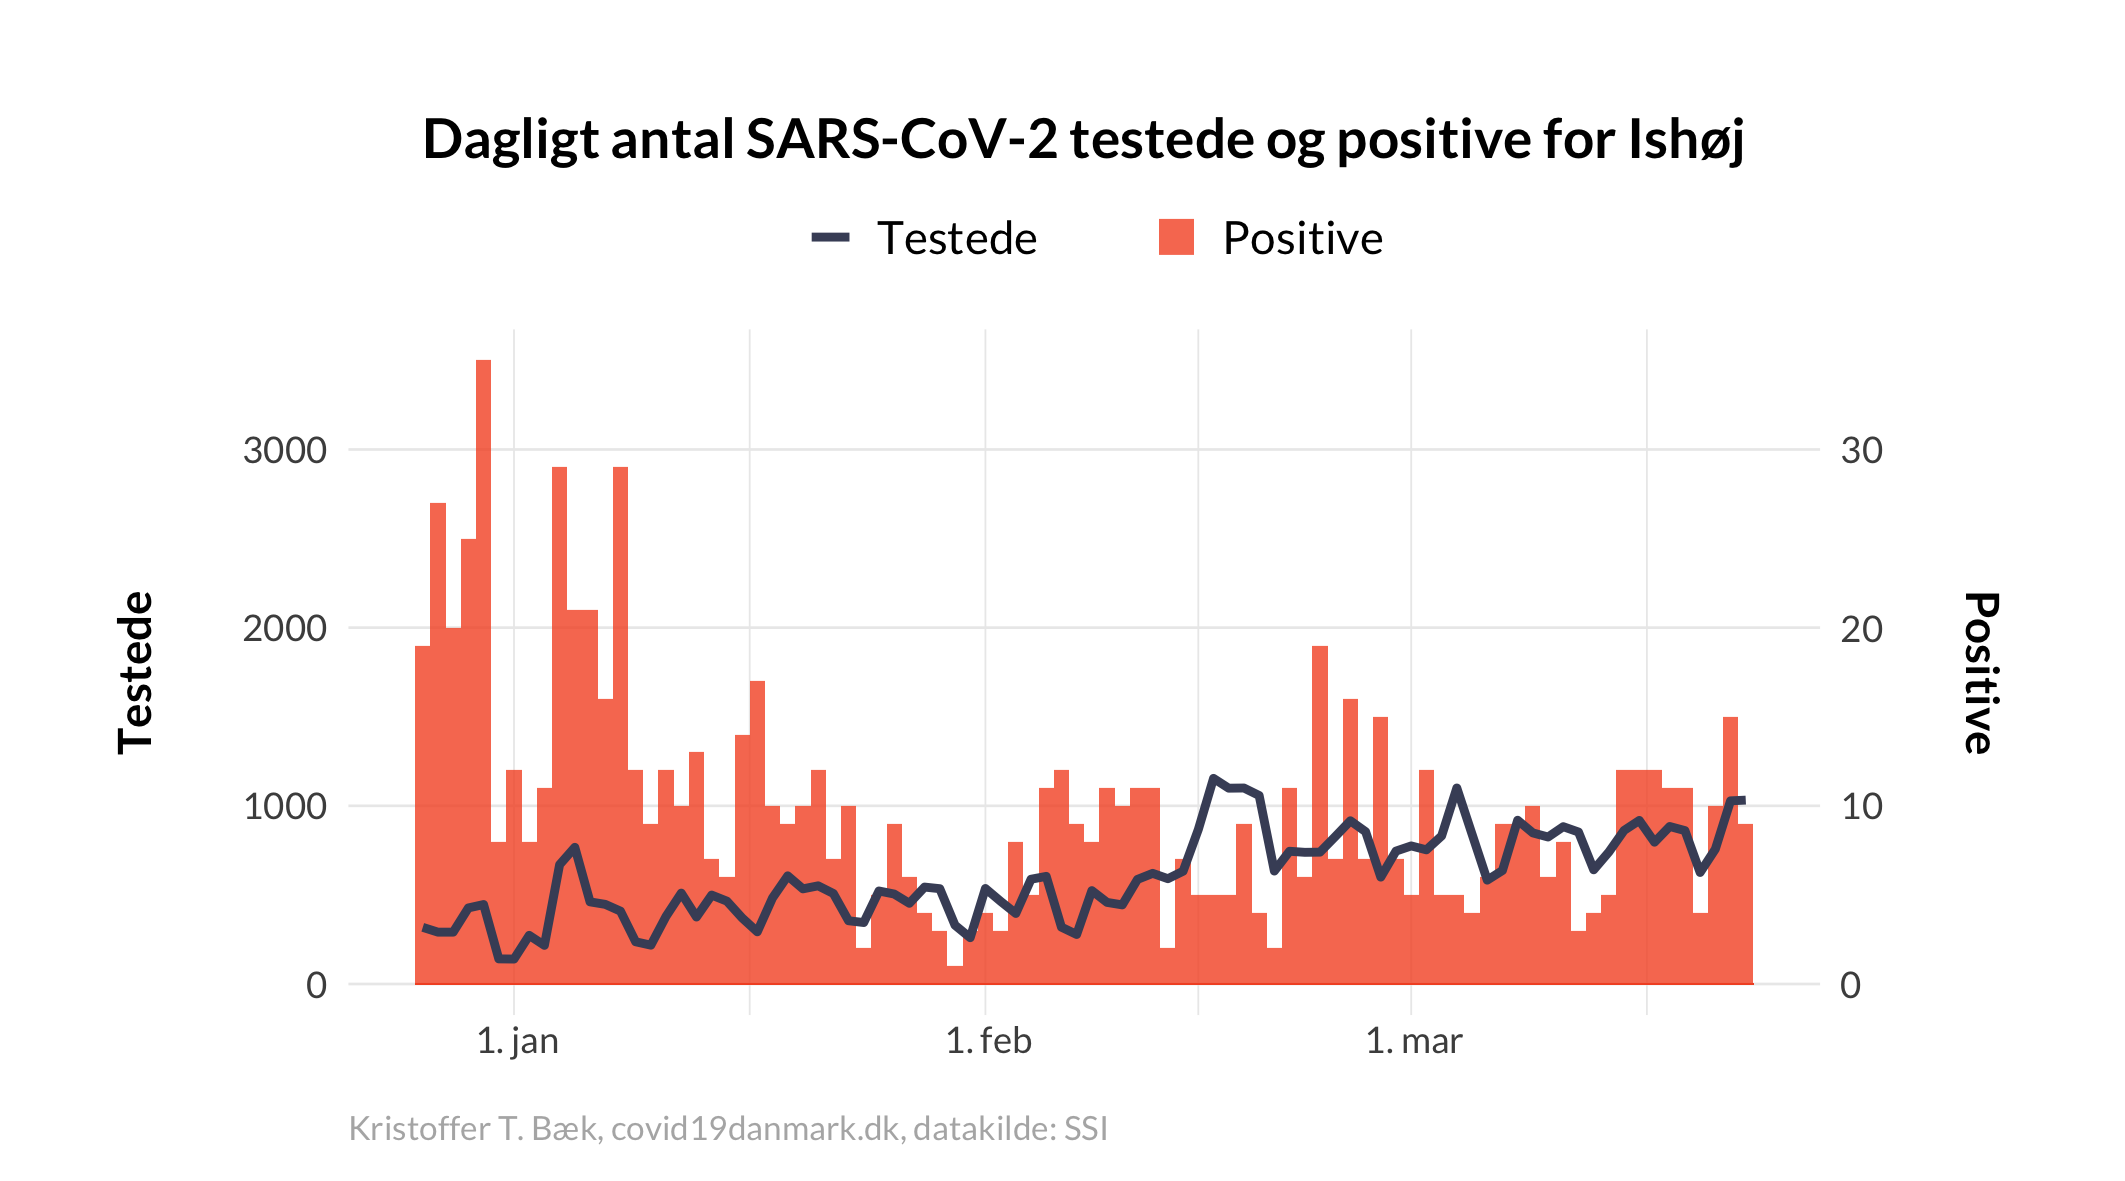 Dagligt antal SARS-CoV-2 testede og positive for Ishøj
Testede
Positive
3000
2000
1000
0
30
20
10
0
Testede
Positive
1. jan
1. feb
1. mar
Kristoffer T. Bæk, covid19danmark.dk, datakilde: SSI